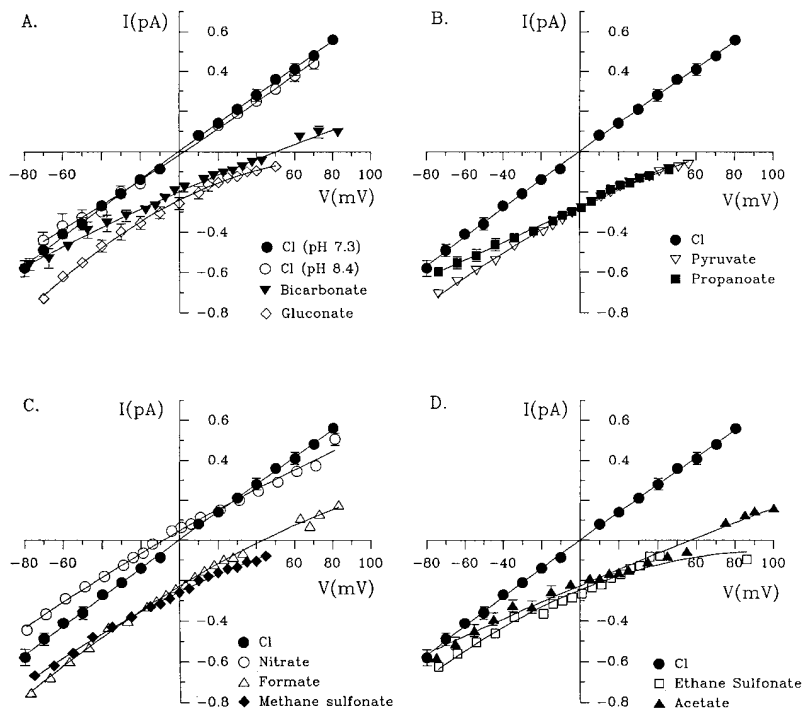 A.
I(pA)
0.6
0.4
-80 -60
20 40 60 80 100
V(mV)
-0.4
-0.6
-0.8
Cl (pH 7.3)
Cl (pH 8.4)
Bicarbonate
Gluconate
B.
I(pA)
0.6
0.4
-80 -60 -40
20 40 60 80 100
V(mV)
-0.4
-0.6
-0.8
Cl
Pyruvate
Propanoate
C.
I(pA)
0.6
0.4
-80 -60 -40
20 40 60 80 100
V(mV)
-0.4
-0.6
-0.8
Cl
Nitrate
Formate
Methane sulfonate
D.
I(pA)
0.6
0.4
-80 -60 -40
20 40 60 80 100
V(mV)
-0.4
-0.6
-0.8
Cl
Ethane Sulfonate
Acetate